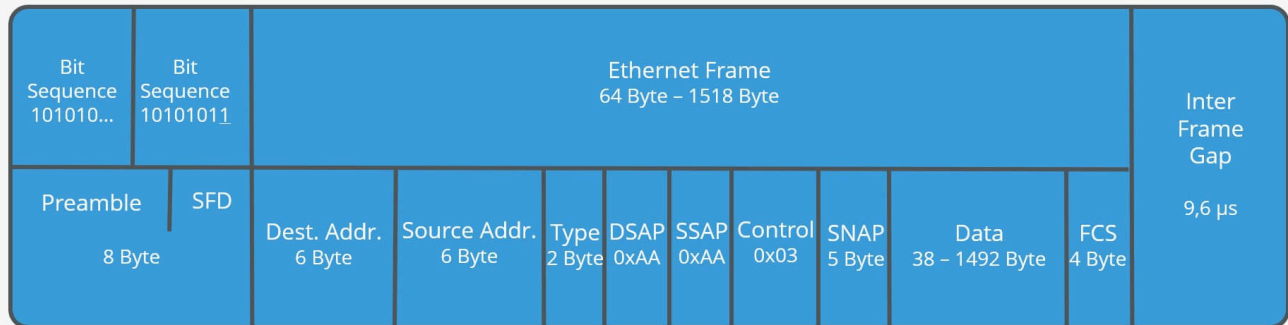 Bit
Sequence
101010...
Bit
Sequence
10101011
Ethernet Frame
64 Byte – 1518 Byte
Inter
Frame
Gap
9,6 µs
Preamble
SFD
8 Byte
Dest. Addr.
6 Byte
Source Addr.
6 Byte
Type
2 Byte
DSAP
0xAA
SSAP
0xAA
Control
0x03
SNAP
5 Byte
Data
38 – 1492 Byte
FCS
4 Byte